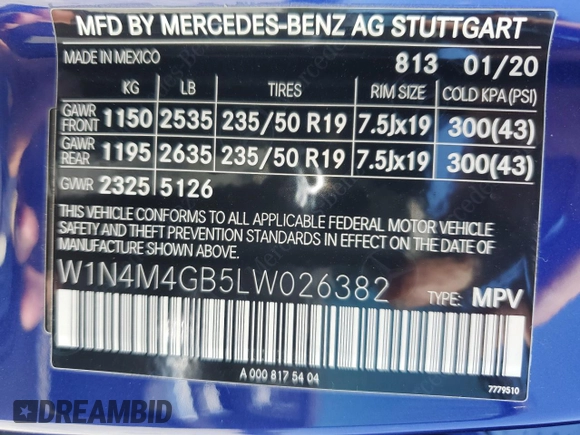 MFD BY MERCEDES-BENZ AG STUTTGART
MADE IN MEXICO 813 01/20
KG LB TIRES RIM SIZE COLD KPA(PSI)
GAWR FRONT 1150 2535 235/50 R19 7.5Jx19 300(43)
GAWR REAR 1195 2635 235/50 R19 7.5Jx19 300(43)
GVWR 2325 5126
THIS VEHICLE CONFORMS TO ALL APPLICABLE FEDERAL MOTOR VEHICLE
SAFETY AND THEFT PREVENTION STANDARDS IN EFFECT ON THE DATE OF
MANUFACTURE SHOWN ABOVE.
W1N4M4GB5LW026382 TYPE: MPV
A 000 817 54 04
7779510
DREAMBID